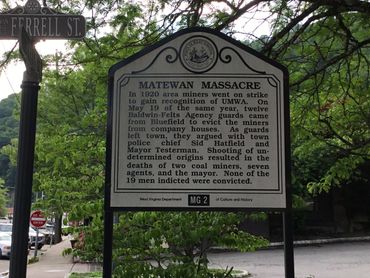 FERRELL ST.
MATEWAN MASSACRE
In 1920 area miners went on strike
to gain recognition of UMWA. On
May 19 of the same year, twelve
Baldwin-Felts Agency guards came
from Bluefield to evict the miners
from company houses. As guards
left town, they argued with town
police chief Sid Hatfield and
Mayor Testerman. Shooting of un-
determined origins resulted in the
deaths of two coal miners, seven
agents, and the mayor. None of the
19 men indicted were convicted.
West Virginia Department MG 2 of Culture and History